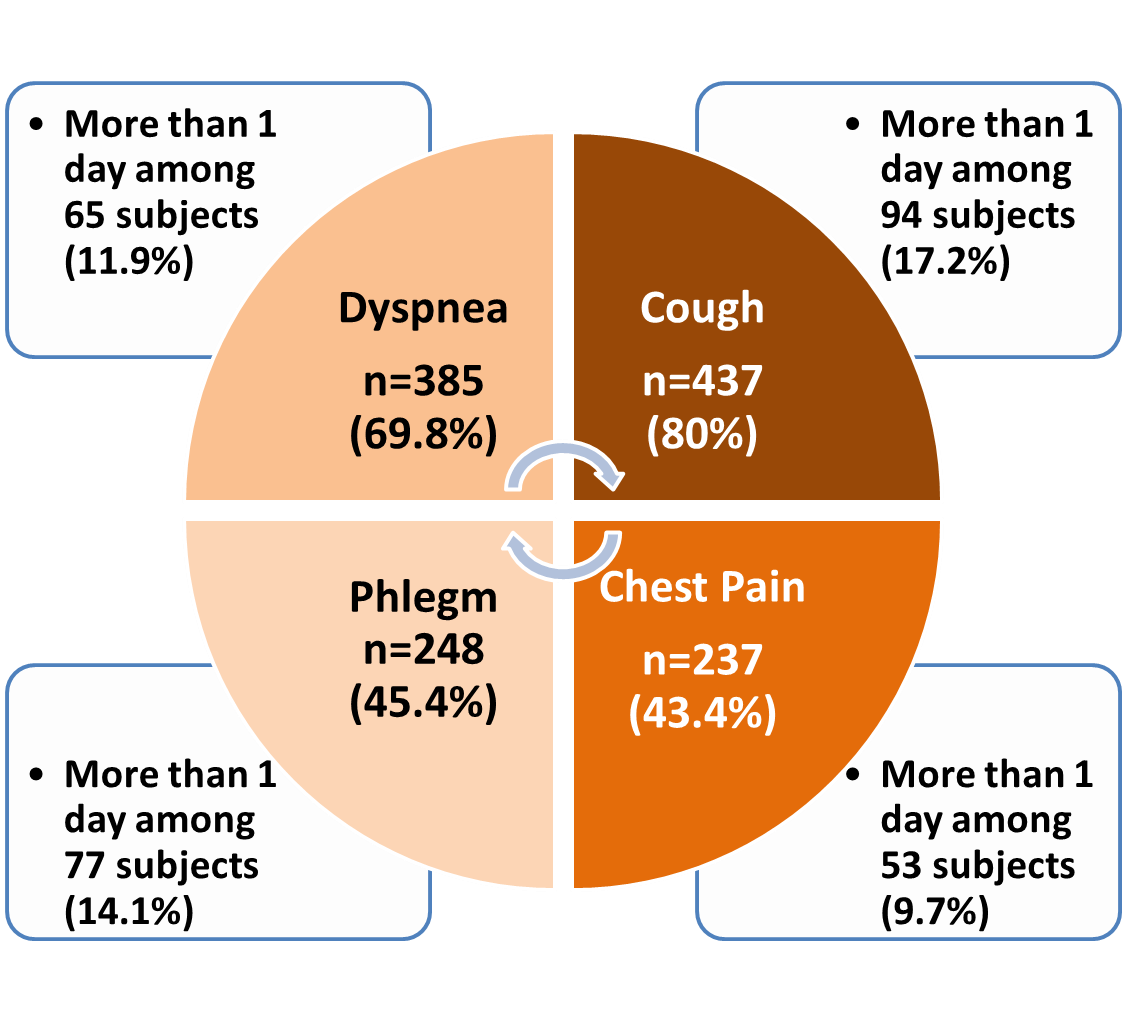 • More than 1
day among
65 subjects
(11.9%)
• More than 1
day among
94 subjects
(17.2%)
Dyspnea
n=385
(69.8%)
Cough
n=437
(80%)
Phlegm
n=248
(45.4%)
Chest Pain
n=237
(43.4%)
• More than 1
day among
77 subjects
(14.1%)
• More than 1
day among
53 subjects
(9.7%)